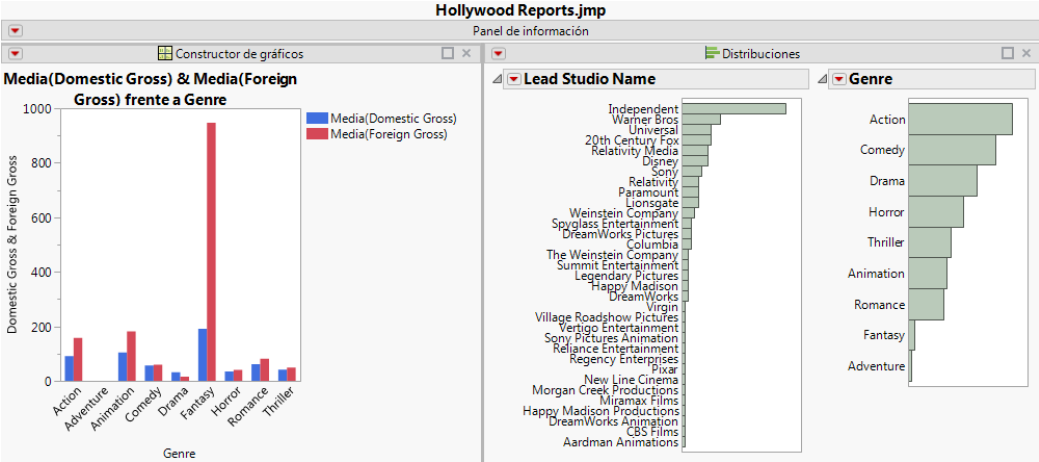 Hollywood Reports.jmp
Panel de información
Constructor de gráficos
Media(Domestic Gross) & Media(Foreign
Gross) frente a Genre
1000
800
600
400
200
0
Domestic Gross & Foreign Gross
Action
Adventure
Animation
Comedy
Drama
Fantasy
Horror
Romance
Thriller
Genre
Media(Domestic Gross)
Media(Foreign Gross)
Distribuciones
Lead Studio Name
Independent
Warner Bros
Universal
20th Century Fox
Relativity Media
Disney
Sony
Relativity
Paramount
Lionsgate
Weinstein Company
Spyglass Entertainment
DreamWorks Pictures
Columbia
The Weinstein Company
Summit Entertainment
Legendary Pictures
Happy Madison
DreamWorks
Virgin
Village Roadshow Pictures
Vertigo Entertainment
Sony Pictures Animation
Reliance Entertainment
Regency Enterprises
Pixar
New Line Cinema
Morgan Creek Productions
Miramax Films
Happy Madison Productions
DreamWorks Animation
CBS Films
Aardman Animations
Genre
Action
Comedy
Drama
Horror
Thriller
Animation
Romance
Fantasy
Adventure